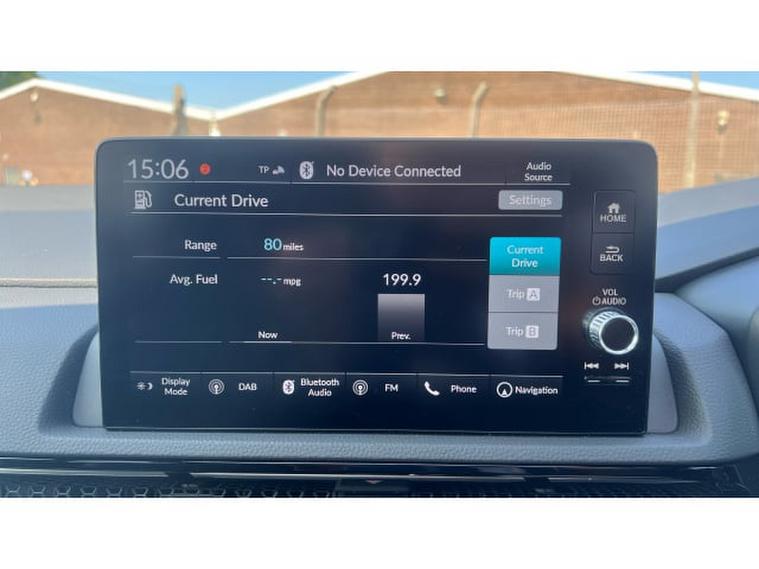 15:06
TP
No Device Connected
Audio
Source
Current Drive
Settings
HOME
Range
80 miles
Current
Drive
BACK
Avg. Fuel
--.- mpg
199.9
Trip A
VOL
AUDIO
Now
Prev.
Trip B
Display
Mode
DAB
Bluetooth
Audio
FM
Phone
Navigation